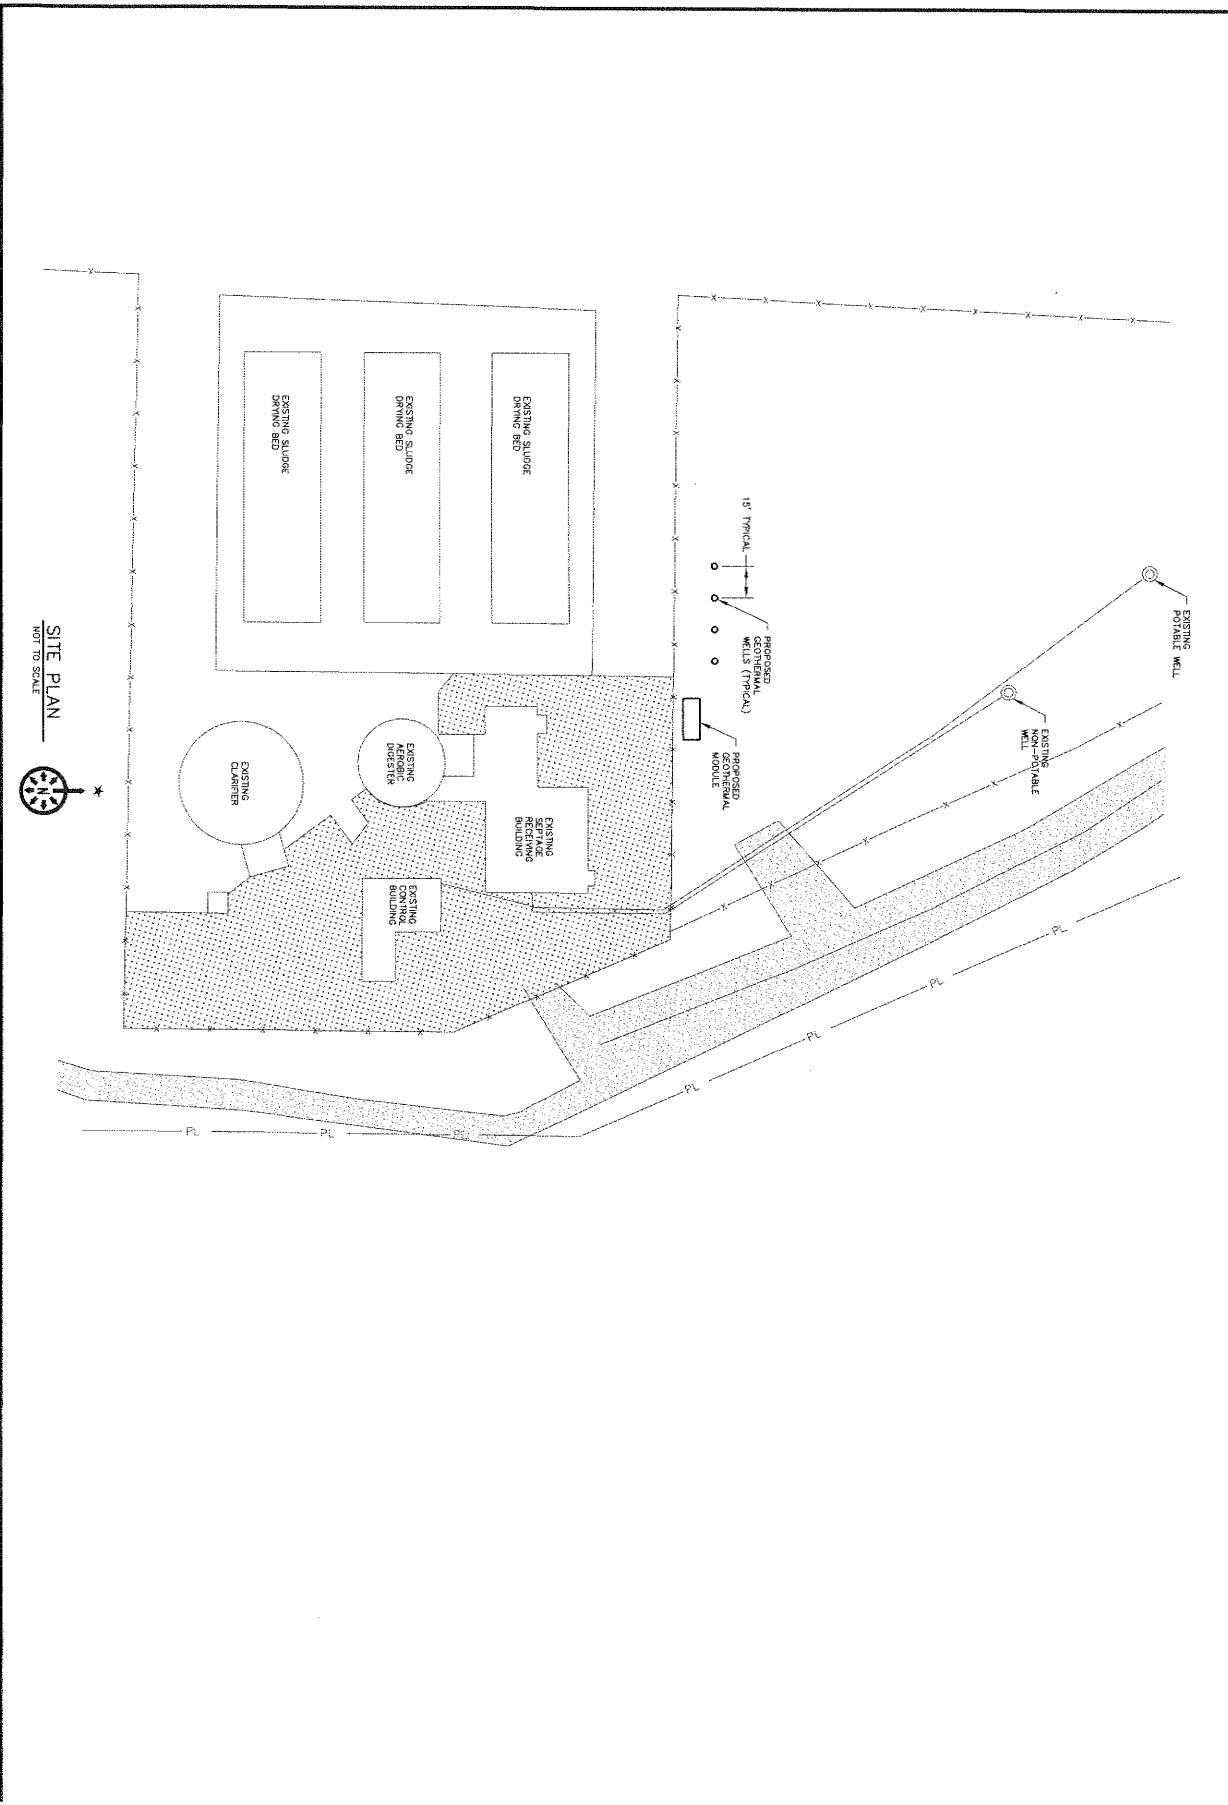 EXISTING
POTABLE WELL
EXISTING
NON-POTABLE
WELL
15' TYPICAL
PROPOSED
GEOTHERMAL
WELLS (TYPICAL)
PROPOSED
GEOTHERMAL
MODULE
EXISTING SLUDGE
DRYING BED
EXISTING SLUDGE
DRYING BED
EXISTING SLUDGE
DRYING BED
EXISTING
SEPTAGE
RECEIVING
BUILDING
EXISTING
AEROBIC
DIGESTER
EXISTING
CONTROL
BUILDING
EXISTING
CLARIFIER
PL
PL
PL
PL
PL
PL
PL
SITE PLAN
NOT TO SCALE
N